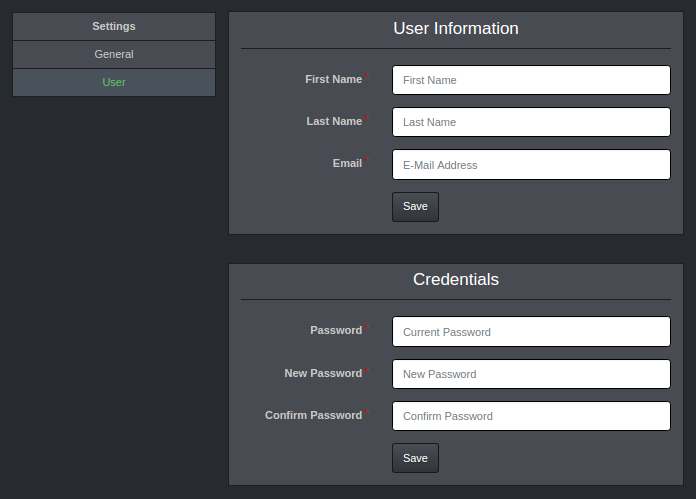 Settings
General
User
User Information
First Name * First Name
Last Name * Last Name
Email * E-Mail Address
Save
Credentials
Password * Current Password
New Password * New Password
Confirm Password * Confirm Password
Save